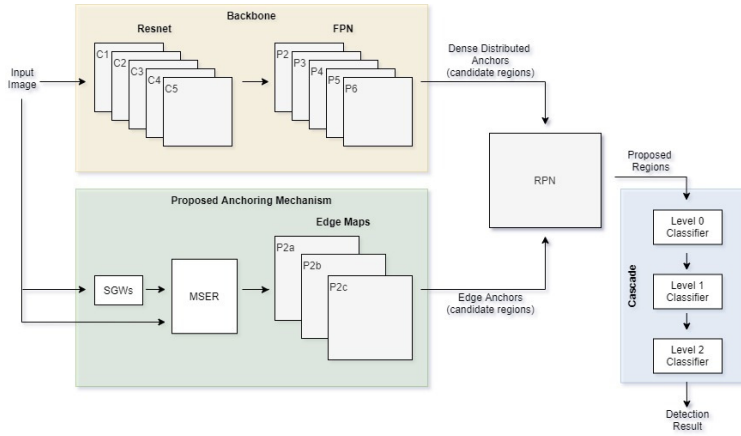 Backbone
Resnet
FPN
C1
C2
C3
C4
C5
P2
P3
P4
P5
P6
Input
Image
Dense Distributed
Anchors
(candidate regions)
RPN
Proposed
Regions
Proposed Anchoring Mechanism
Edge Maps
P2a
P2b
P2c
SGWs
MSER
Edge Anchors
(candidate regions)
Cascade
Level 0
Classifier
Level 1
Classifier
Level 2
Classifier
Detection
Result